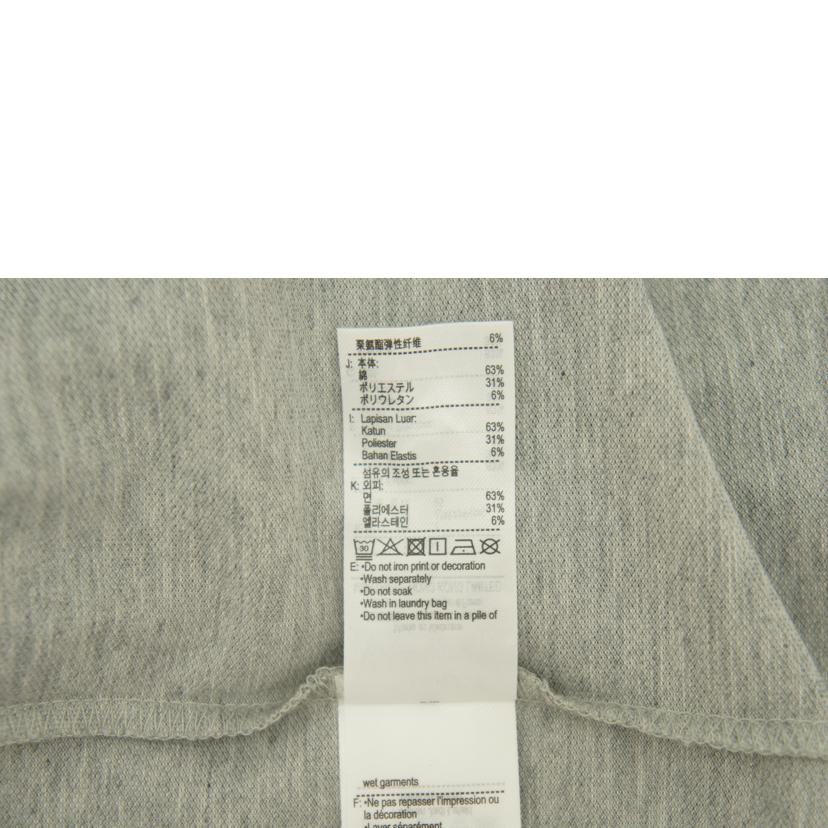 聚氨酯弹性纤维 6%
J: 本体:
綿 63%
ポリエステル 31%
ポリウレタン 6%
I: Lapisan Luar:
Katun 63%
Poliester 31%
Bahan Elastis 6%
섬유의 조성 또는 혼용율
K: 외피:
면 63%
폴리에스터 31%
엘라스테인 6%
30
E: •Do not iron print or decoration
•Wash separately
•Do not soak
•Wash in laundry bag
•Do not leave this item in a pile of
wet garments
F: •Ne pas repasser l'impression ou
la décoration
•Laver séparément